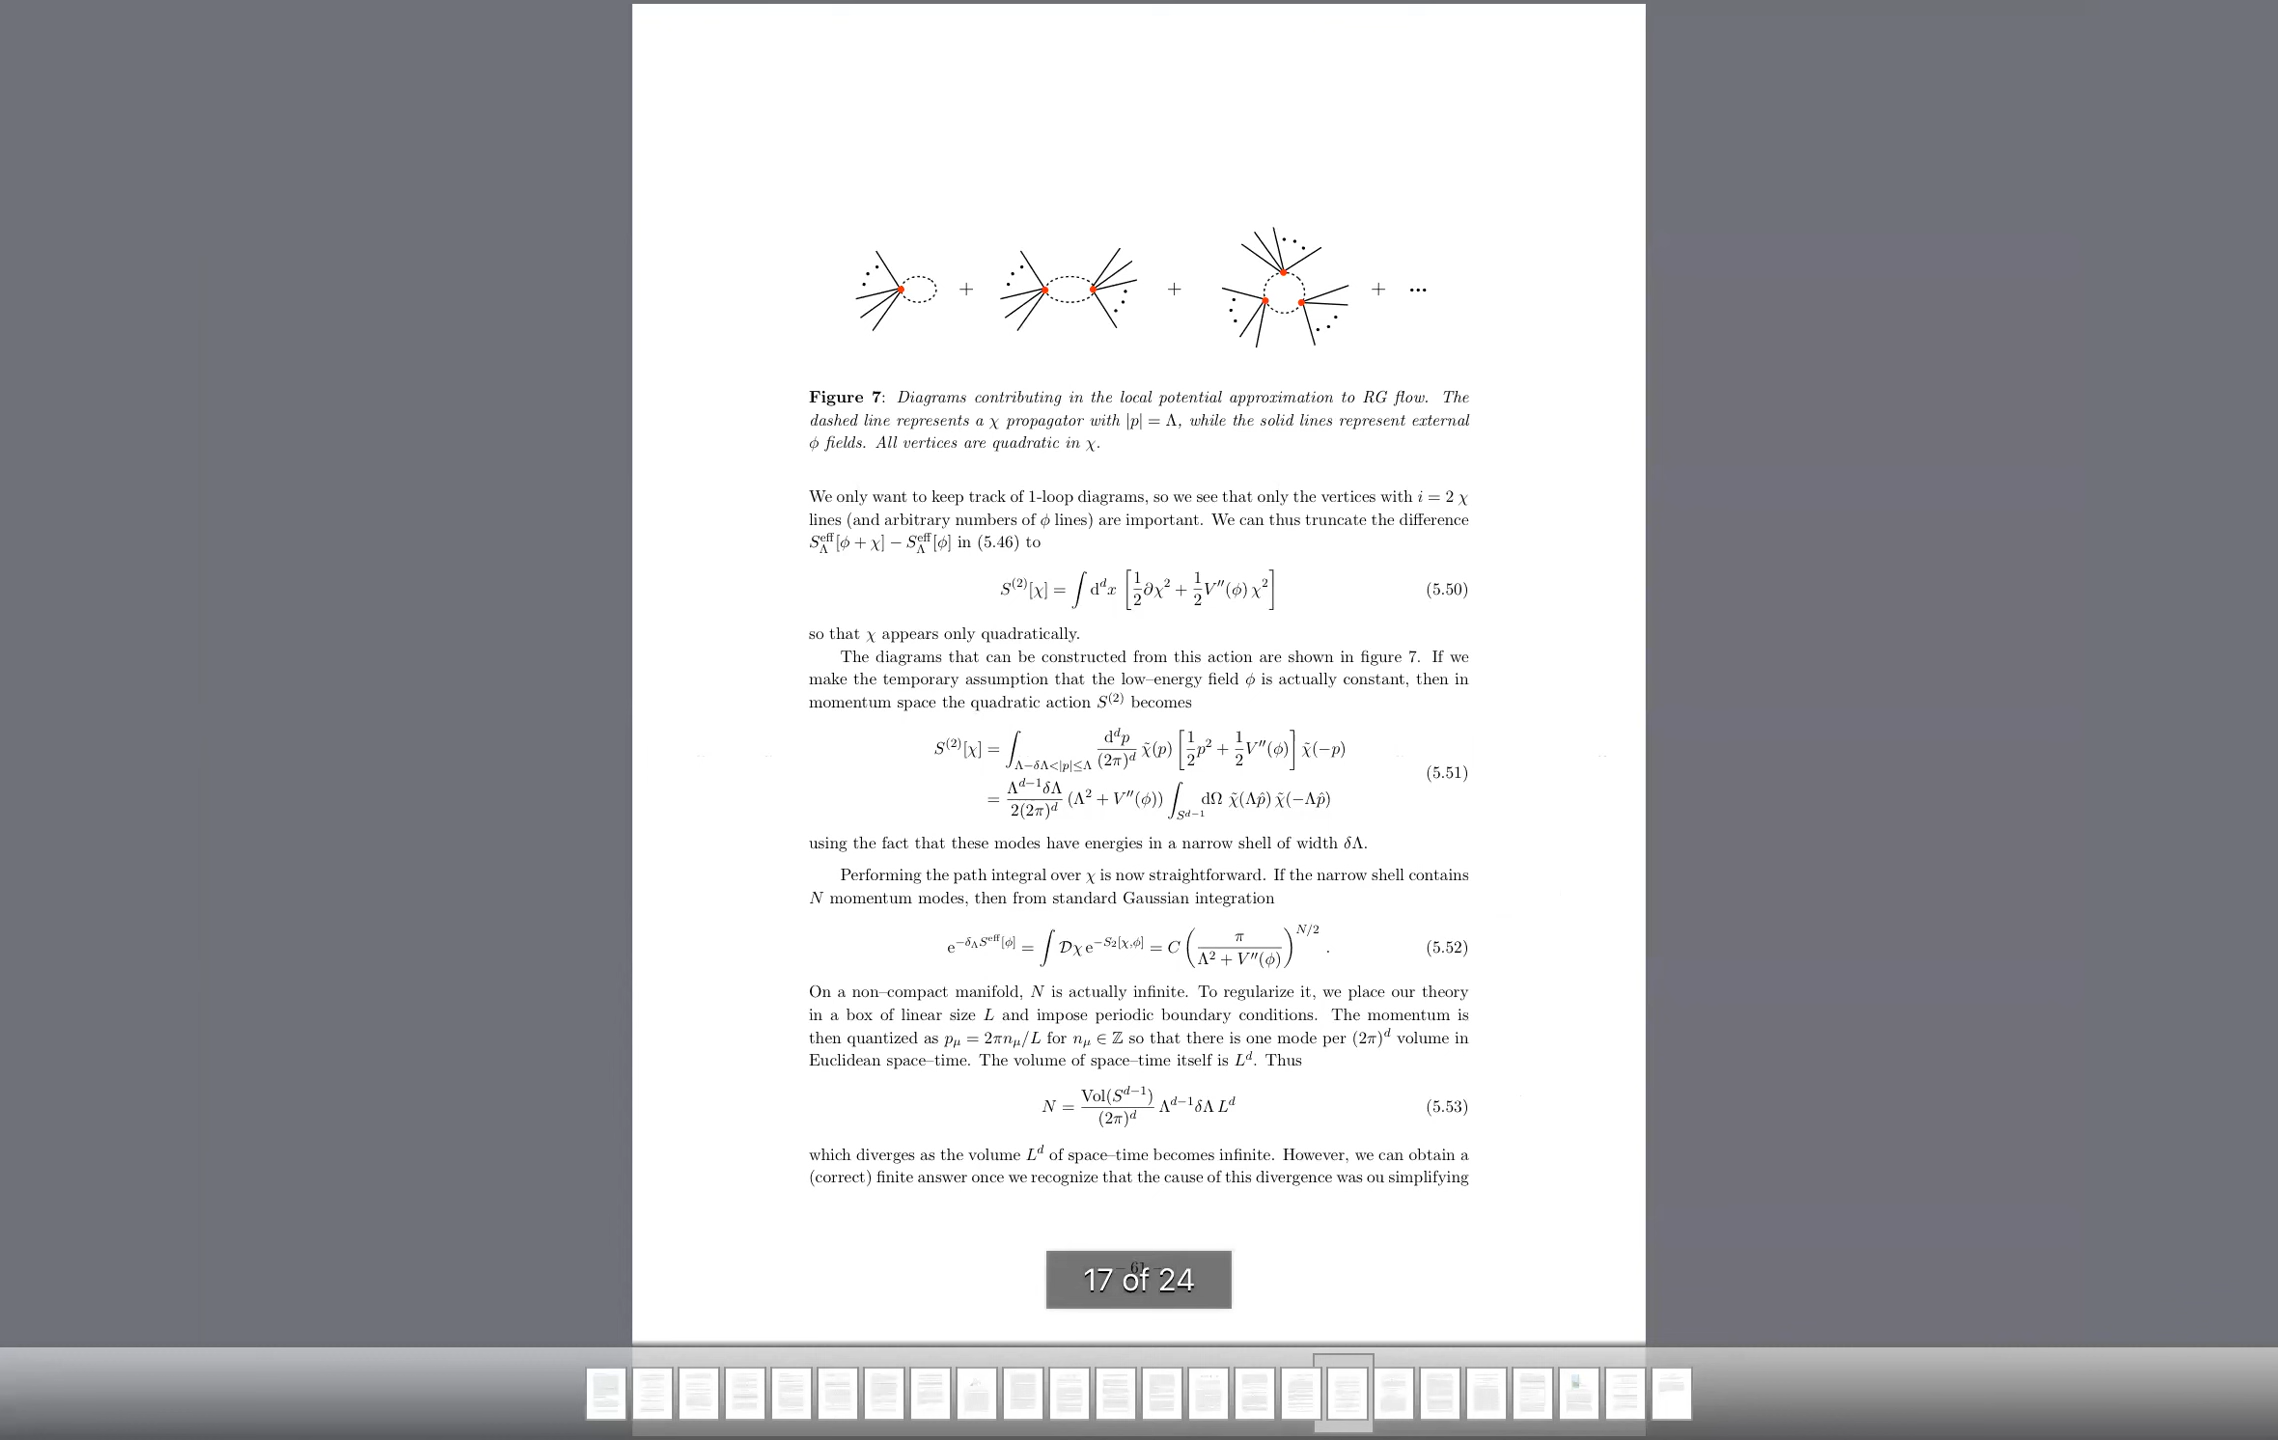 + + + ···
Figure 7: Diagrams contributing in the local potential approximation to RG flow. The
dashed line represents a χ propagator with |p| = Λ, while the solid lines represent external
ϕ fields. All vertices are quadratic in χ.
We only want to keep track of 1-loop diagrams, so we see that only the vertices with i = 2 χ
lines (and arbitrary numbers of ϕ lines) are important. We can thus truncate the difference
S_Λ^eff[ϕ + χ] − S_Λ^eff[ϕ] in (5.46) to
S^(2)[χ] = ∫ d^d x [1/2 ∂χ^2 + 1/2 V″(ϕ) χ^2] (5.50)
so that χ appears only quadratically.
The diagrams that can be constructed from this action are shown in figure 7. If we
make the temporary assumption that the low–energy field ϕ is actually constant, then in
momentum space the quadratic action S^(2) becomes
S^(2)[χ] = ∫_{Λ−δΛ<|p|≤Λ} d^d p/(2π)^d χ̃(p) [1/2 p^2 + 1/2 V″(ϕ)] χ̃(−p)
= Λ^{d−1}δΛ/2(2π)^d (Λ^2 + V″(ϕ)) ∫_{S^{d−1}} dΩ χ̃(Λp̂) χ̃(−Λp̂) (5.51)
using the fact that these modes have energies in a narrow shell of width δΛ.
Performing the path integral over χ is now straightforward. If the narrow shell contains
N momentum modes, then from standard Gaussian integration
e^{−δ_Λ S^eff[ϕ]} = ∫ 𝒟χ e^{−S_2[χ,ϕ]} = C (π/(Λ^2 + V″(ϕ)))^{N/2} . (5.52)
On a non–compact manifold, N is actually infinite. To regularize it, we place our theory
in a box of linear size L and impose periodic boundary conditions. The momentum is
then quantized as p_μ = 2πn_μ/L for n_μ ∈ ℤ so that there is one mode per (2π)^d volume in
Euclidean space–time. The volume of space–time itself is L^d. Thus
N = Vol(S^{d−1})/(2π)^d Λ^{d−1}δΛ L^d (5.53)
which diverges as the volume L^d of space–time becomes infinite. However, we can obtain a
(correct) finite answer once we recognize that the cause of this divergence was ou simplifying
– 61 –
17 of 24